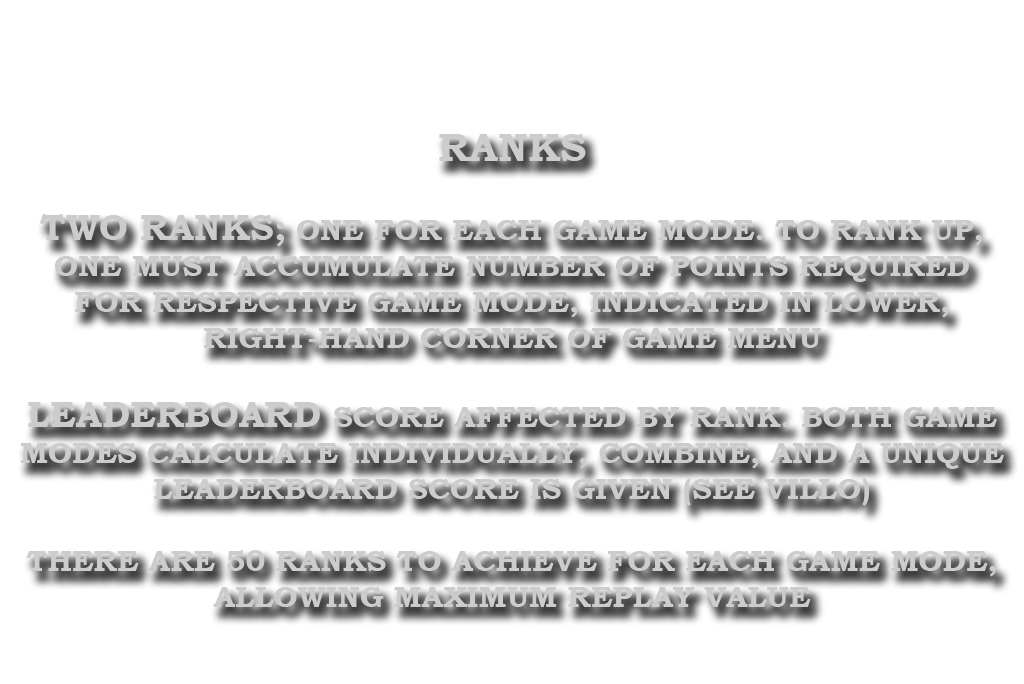 RANKS
TWO RANKS; ONE FOR EACH GAME MODE. TO RANK UP,
ONE MUST ACCUMULATE NUMBER OF POINTS REQUIRED
FOR RESPECTIVE GAME MODE, INDICATED IN LOWER,
RIGHT-HAND CORNER OF GAME MENU
LEADERBOARD SCORE AFFECTED BY RANK. BOTH GAME
MODES CALCULATE INDIVIDUALLY, COMBINE, AND A UNIQUE
LEADERBOARD SCORE IS GIVEN (SEE VILLO)
THERE ARE 50 RANKS TO ACHIEVE FOR EACH GAME MODE,
ALLOWING MAXIMUM REPLAY VALUE